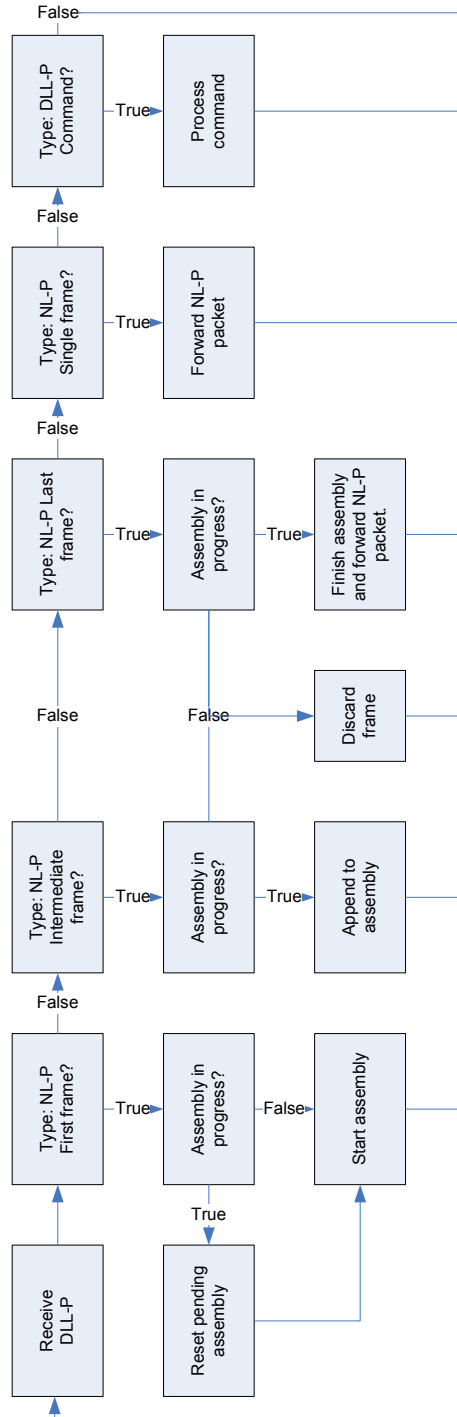 Receive
DLL-P
Type: NL-P
First frame?
False
Type: NL-P
Intermediate
frame?
False
Type: NL-P Last
frame?
False
Type: NL-P
Single frame?
False
Type: DLL-P
Command?
False
True
True
True
True
True
Reset pending
assembly
True
Assembly in
progress?
Assembly in
progress?
False
Assembly in
progress?
Forward NL-P
packet
Process
command
False
True
True
Start assembly
Append to
assembly
Discard
frame
Finish assembly
and forward NL-P
packet.